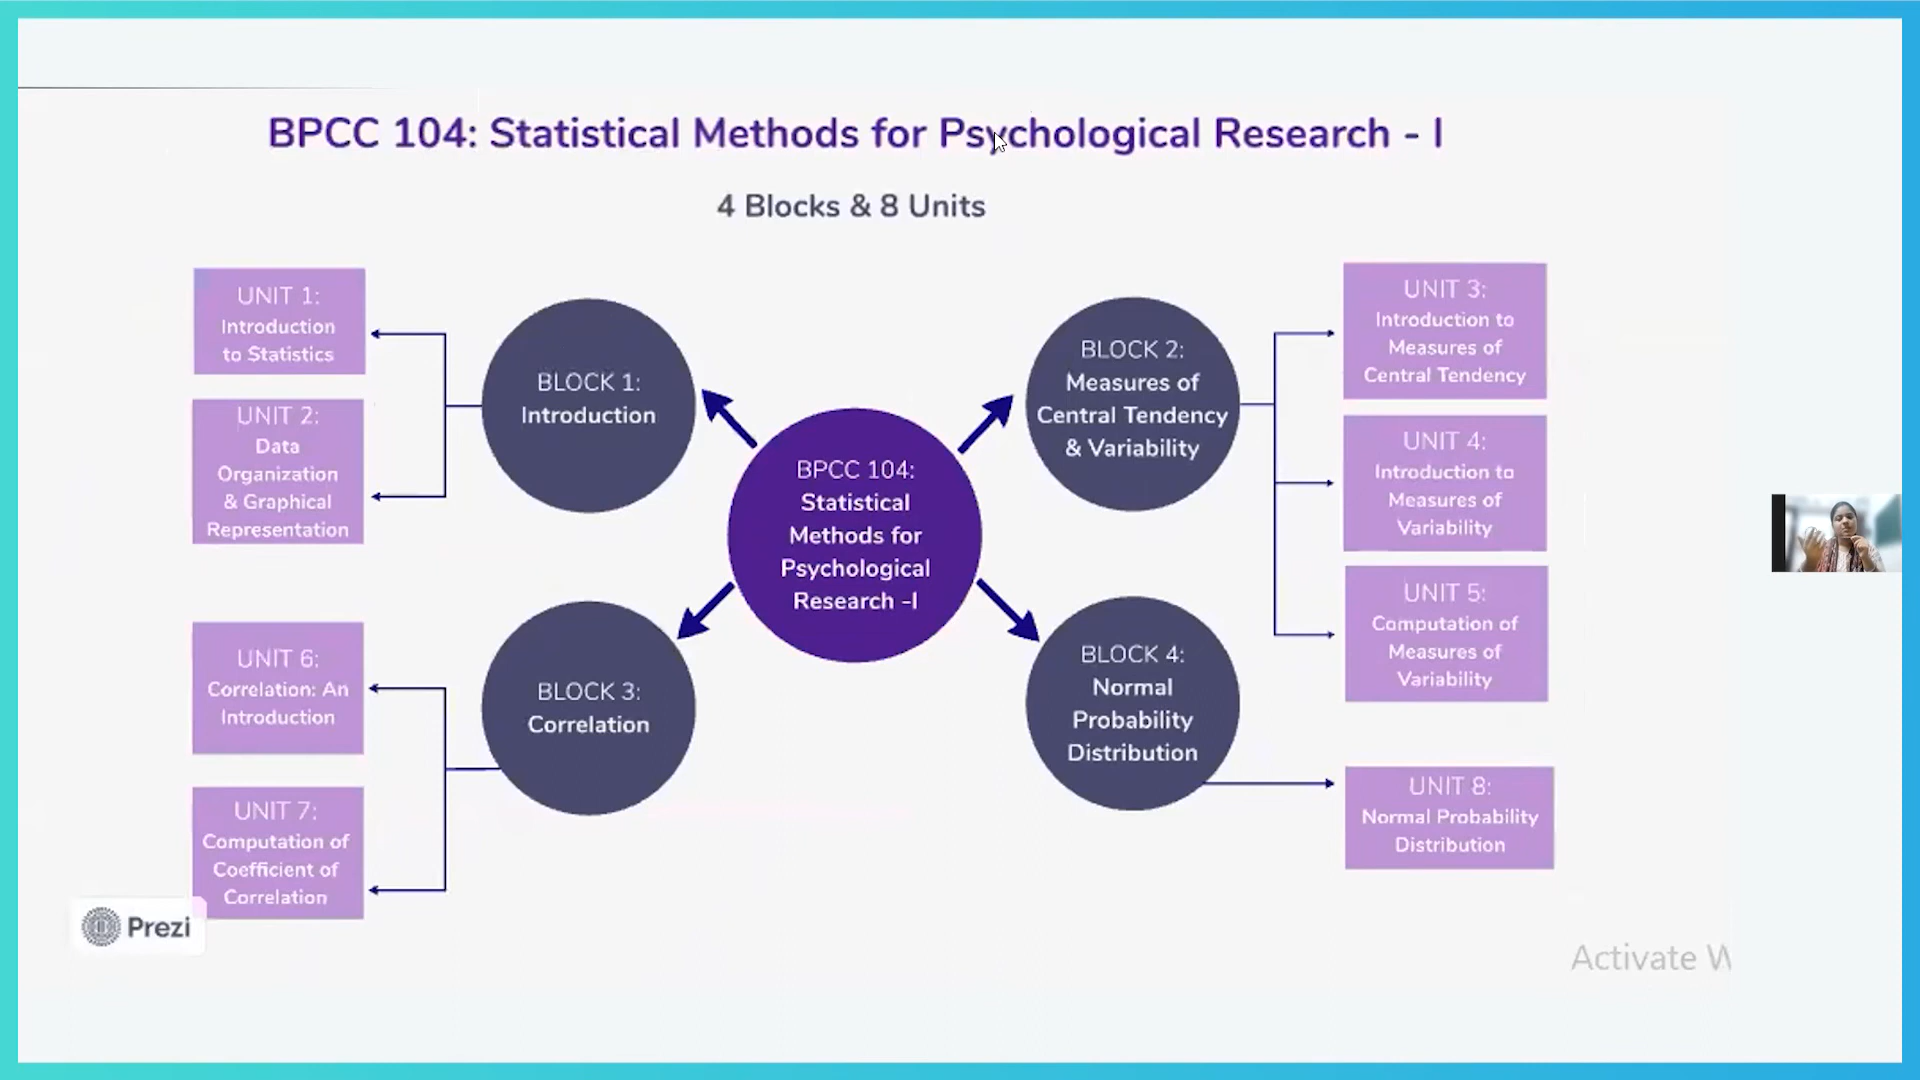 BPCC 104: Statistical Methods for Psychological Research - I
4 Blocks & 8 Units
UNIT 1:
Introduction
to Statistics
UNIT 2:
Data
Organization
& Graphical
Representation
BLOCK 1:
Introduction
BPCC 104:
Statistical
Methods for
Psychological
Research -I
BLOCK 2:
Measures of
Central Tendency
& Variability
UNIT 3:
Introduction to
Measures of
Central Tendency
UNIT 4:
Introduction to
Measures of
Variability
UNIT 5:
Computation of
Measures of
Variability
UNIT 6:
Correlation: An
Introduction
UNIT 7:
Computation of
Coefficient of
Correlation
BLOCK 3:
Correlation
BLOCK 4:
Normal
Probability
Distribution
UNIT 8:
Normal Probability
Distribution
Prezi
Activate W